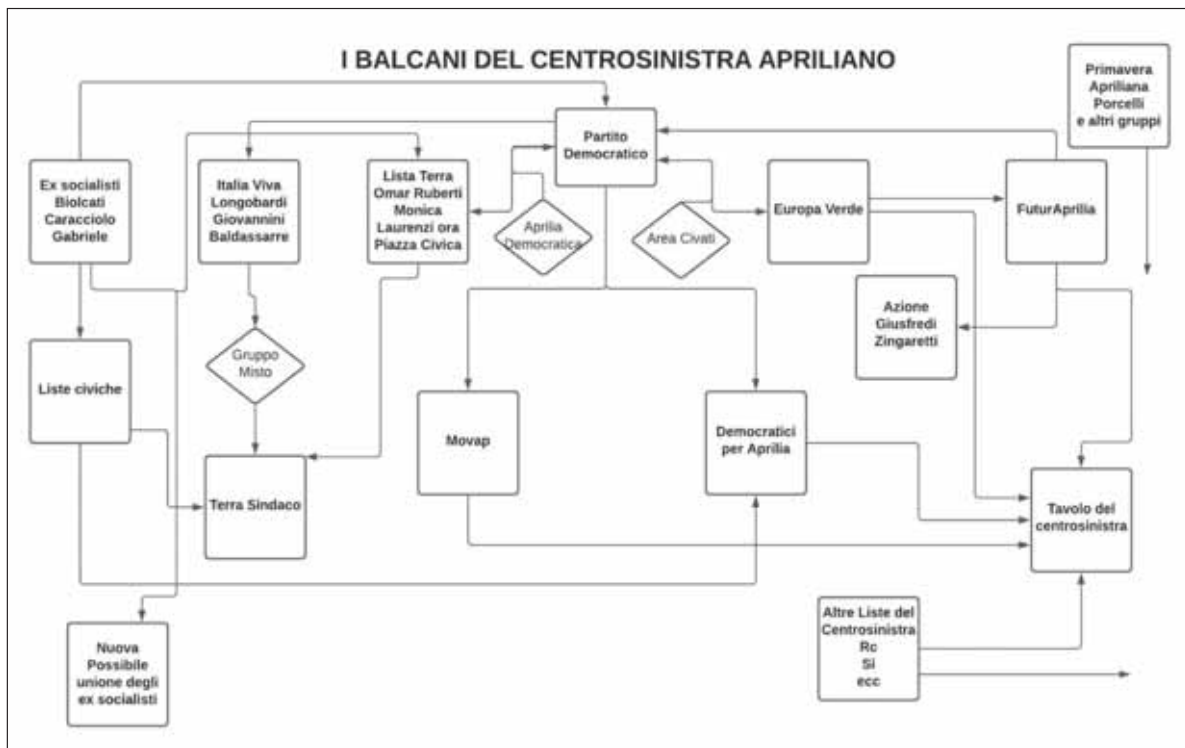 I BALCANI DEL CENTROSINISTRA APRILIANO
Primavera
Apriliana
Porcelli
e altri gruppi
Partito
Democratico
Ex socialisti
Biolcati
Caracciolo
Gabriele
Italia Viva
Longobardi
Giovannini
Baldassarre
Lista Terra
Omar Ruberti
Monica
Laurenzi ora
Piazza Civica
Aprilia
Democratica
Area Civati
Europa Verde
FuturAprilia
Azione
Giusfredi
Zingaretti
Liste civiche
Gruppo
Misto
Movap
Democratici
per Aprilia
Terra Sindaco
Tavolo del
centrosinistra
Nuova
Possibile
unione degli
ex socialisti
Altre Liste del
Centrosinistra
Rc
Si
ecc